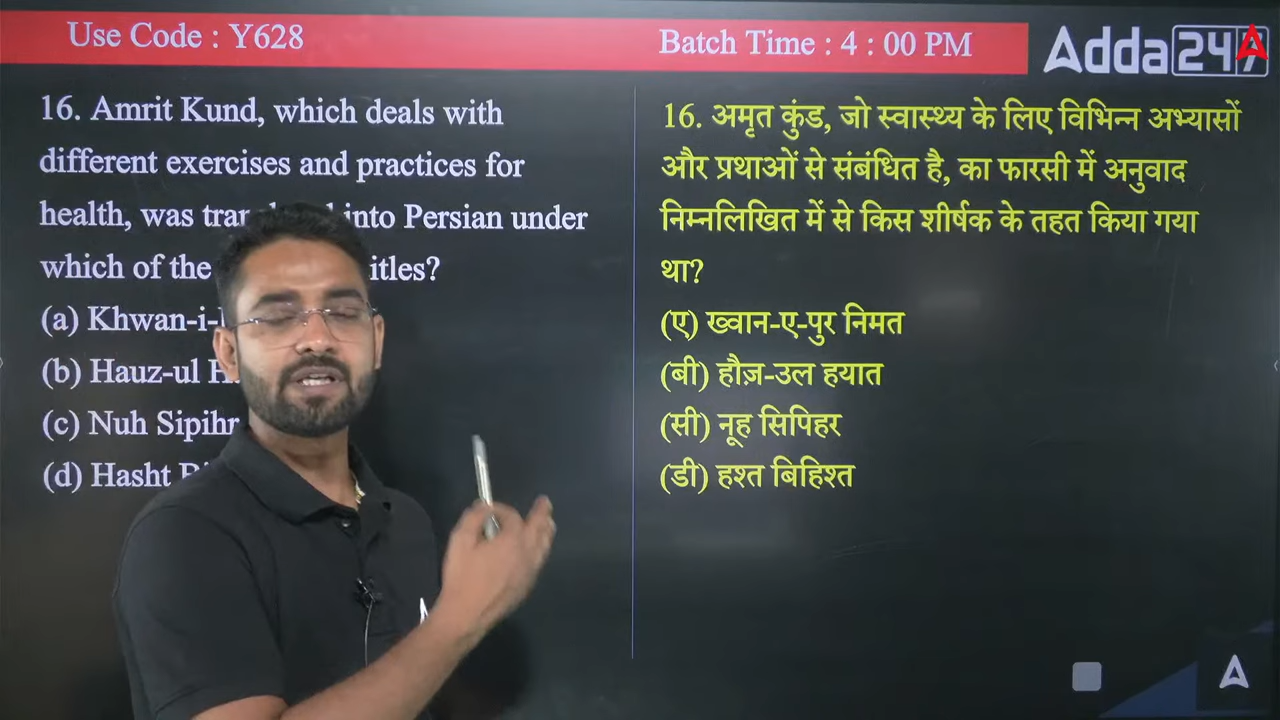 Use Code : Y628
Batch Time : 4 : 00 PM
Adda247
16. Amrit Kund, which deals with
different exercises and practices for
health, was into Persian under
which of the
(a) Khwan-i-
(b) Hauz-ul
(c) Nuh Sipihr
(d) Hasht
16. अमृत कुंड, जो स्वास्थ्य के लिए विभिन्न अभ्यासों
और प्रथाओं से संबंधित है, का फारसी में अनुवाद
निम्नलिखित में से किस शीर्षक के तहत किया गया
था?
(ए) ख्वान-ए-पुर निमत
(बी) हौज़-उल हयात
(सी) नूह सिपिहर
(डी) हश्त बिहिश्त